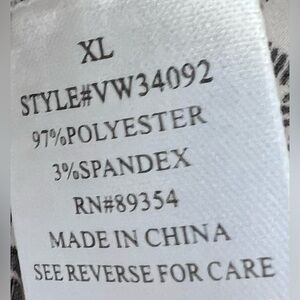 XL
STYLE#VW34092
97%POLYESTER
3%SPANDEX
RN#89354
MADE IN CHINA
SEE REVERSE FOR CARE